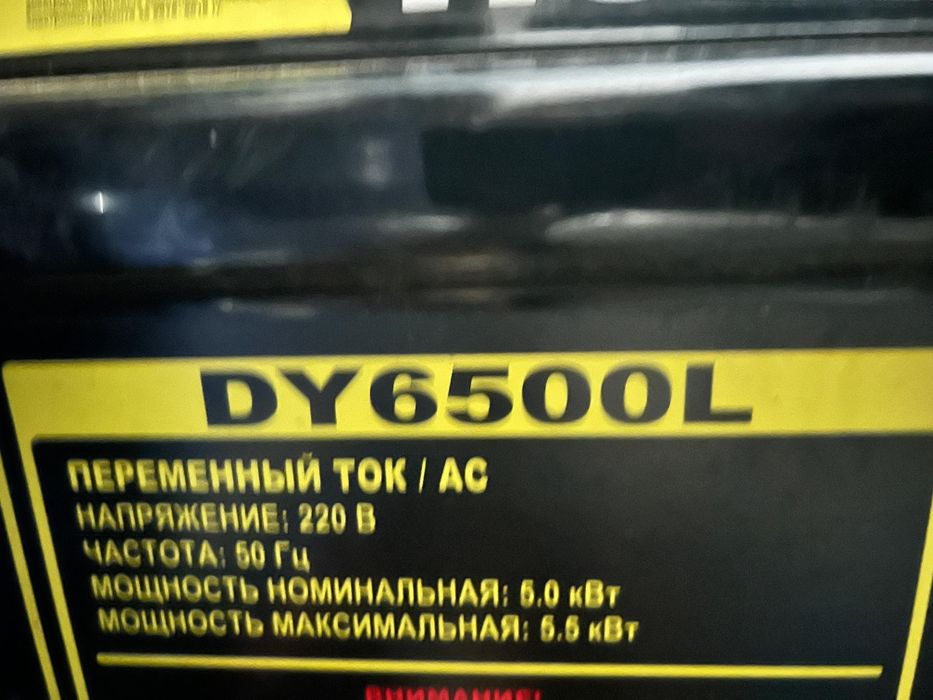 DY6500L
ПЕРЕМЕННЫЙ ТОК / AC
НАПРЯЖЕНИЕ: 220 В
ЧАСТОТА: 50 Гц
МОЩНОСТЬ НОМИНАЛЬНАЯ: 5.0 кВт
МОЩНОСТЬ МАКСИМАЛЬНАЯ: 5.5 кВт
ВНИМАНИЕ!